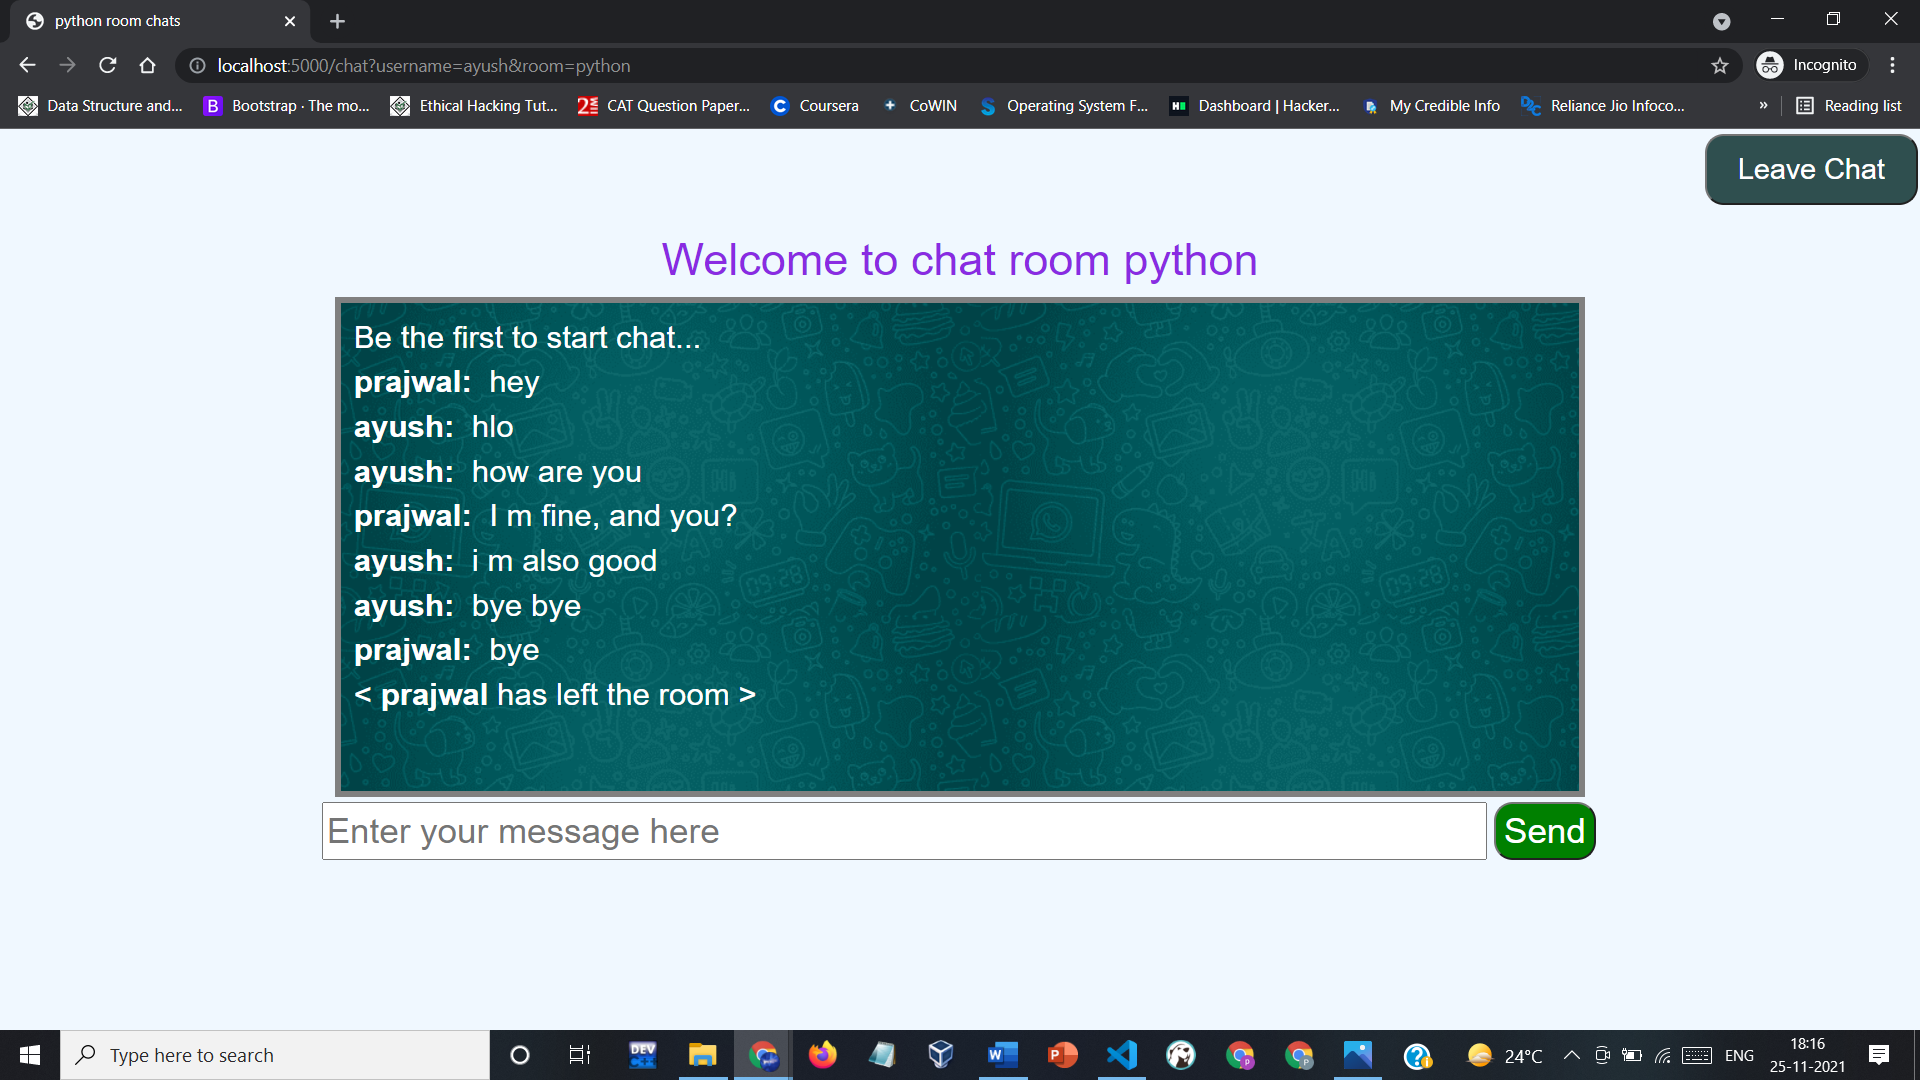 python room chats
localhost:5000/chat?username=ayush&room=python
Incognito
Data Structure and...
Bootstrap · The mo...
Ethical Hacking Tut...
CAT Question Paper...
Coursera
CoWIN
Operating System F...
Dashboard | Hacker...
My Credible Info
Reliance Jio Infoco...
»
Reading list
Leave Chat
Welcome to chat room python
Be the first to start chat...
prajwal: hey
ayush: hlo
ayush: how are you
prajwal: I m fine, and you?
ayush: i m also good
ayush: bye bye
prajwal: bye
< prajwal has left the room >
Enter your message here
Send
Type here to search
DEV
24°C
ENG
18:16
25-11-2021